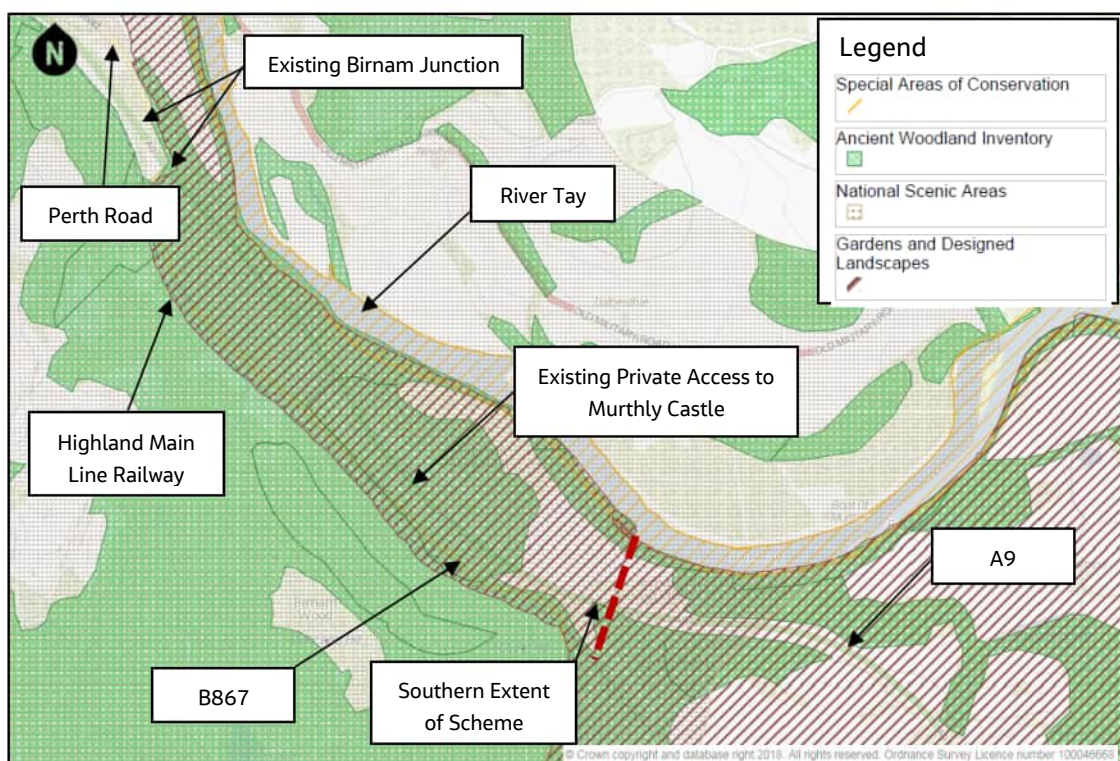 N
Existing Birnam Junction
Legend
Special Areas of Conservation
Ancient Woodland Inventory
National Scenic Areas
Gardens and Designed
Landscapes
Perth Road
River Tay
Highland Main
Line Railway
Existing Private Access to
Murthly Castle
OLD MILITARY ROAD
A9
B867
Southern Extent
of Scheme
© Crown copyright and database right 2018. All rights reserved. Ordnance Survey Licence number 100046668